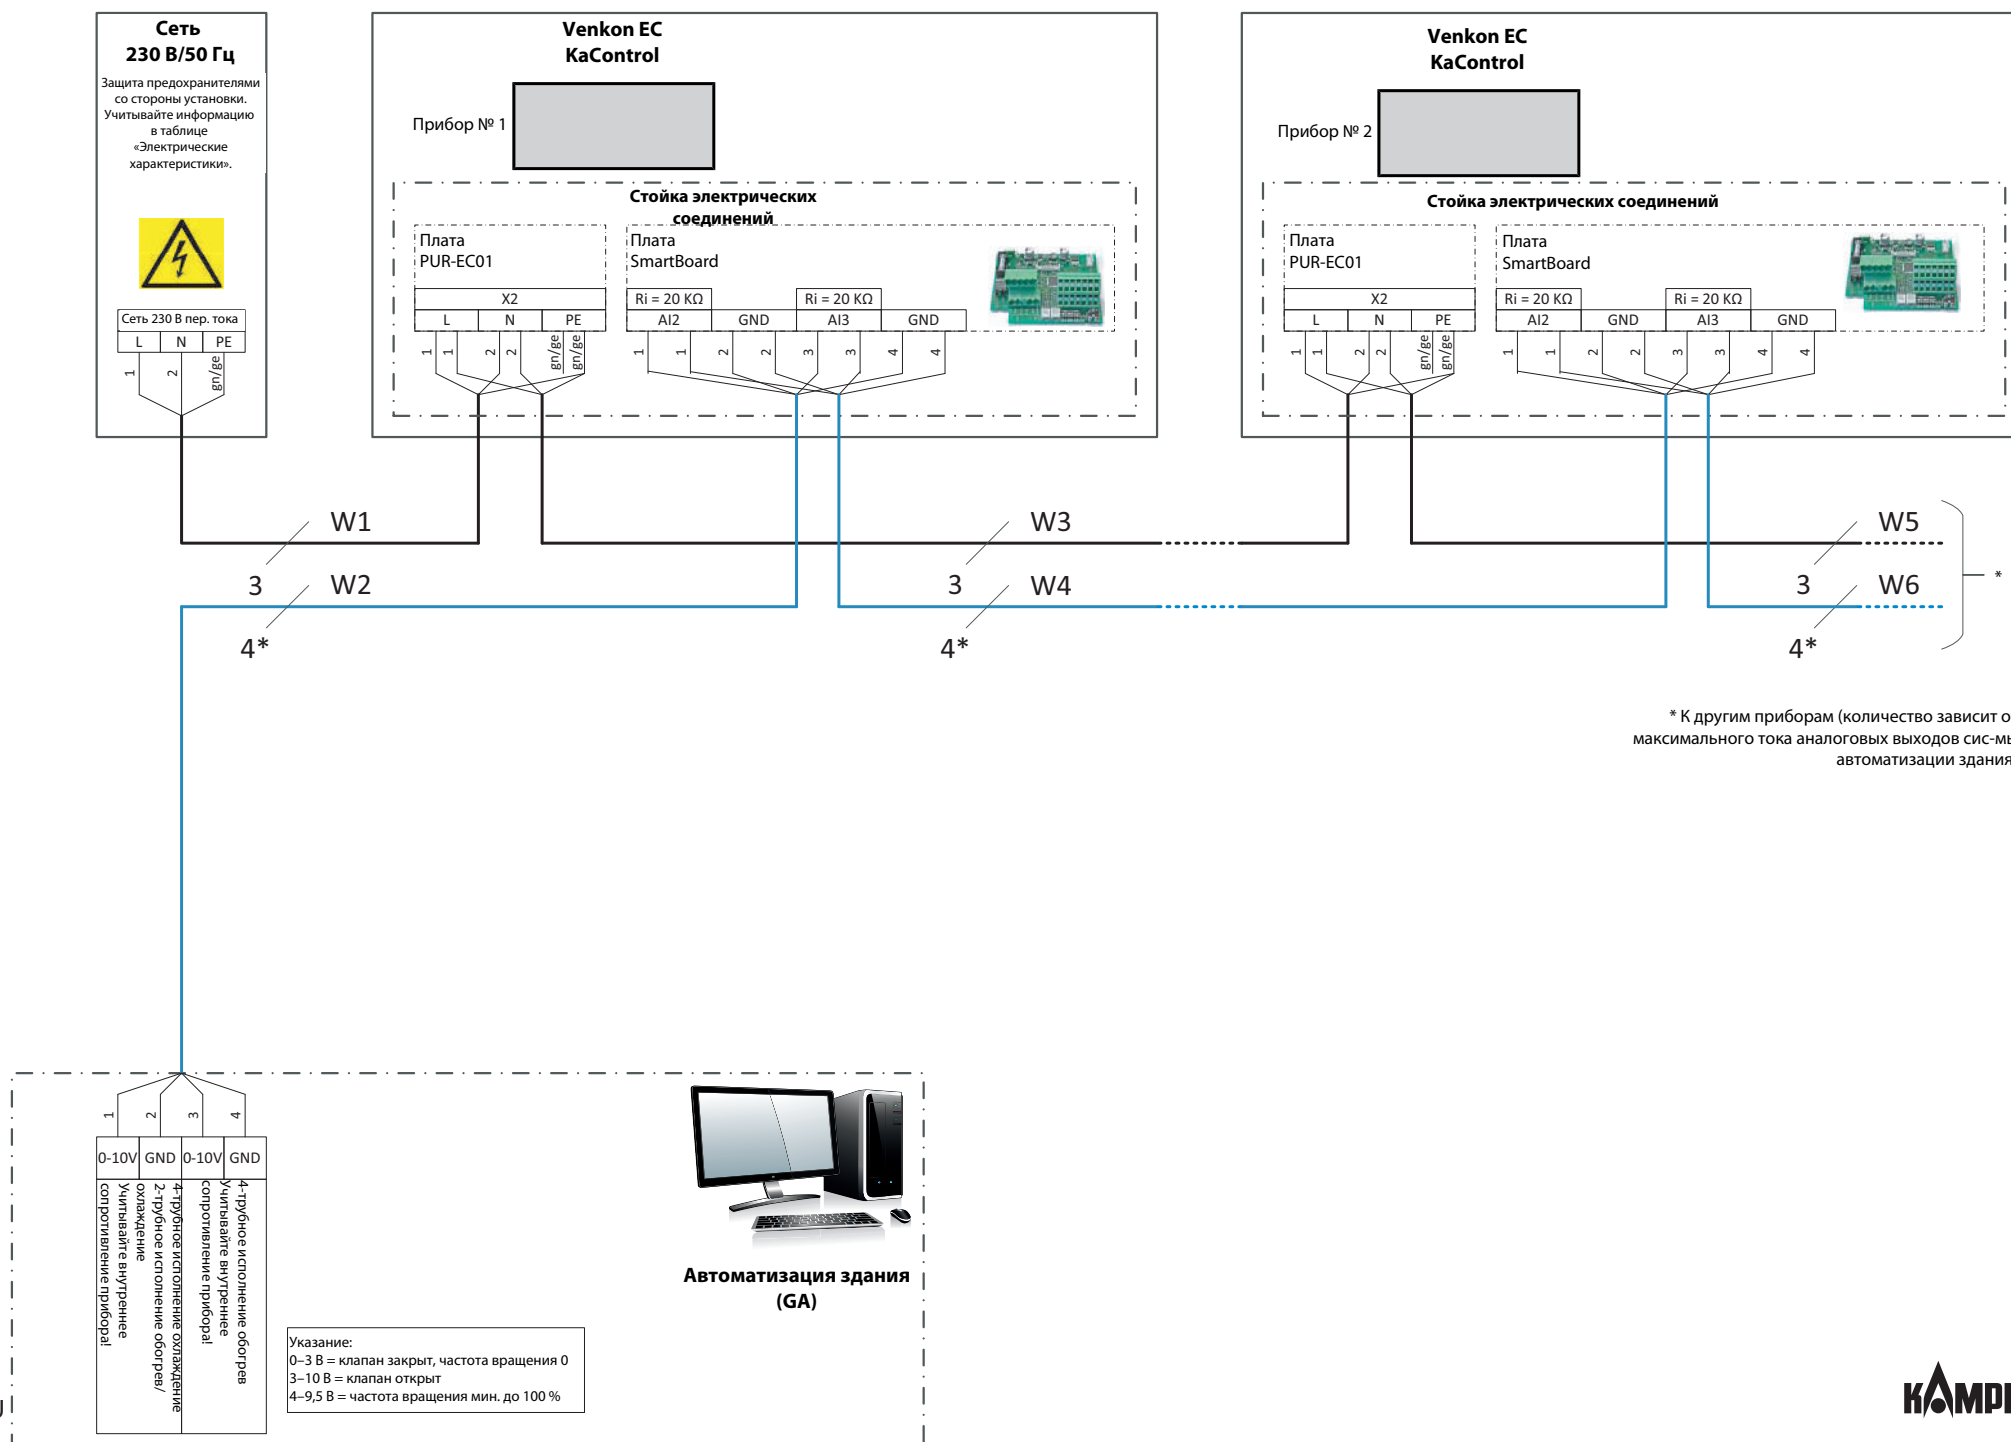 Сеть
230 В/50 Гц
Защита предохранителями
со стороны установки.
Учитывайте информацию
в таблице
«Электрические
характеристики».
Сеть 230 В пер. тока
L N PE
1 2 gn/ge
Venkon EC
KaControl
Прибор № 1
Стойка электрических
соединений
Плата
PUR-EC01
X2
L N PE
1 1 2 2 gn/ge gn/ge
Плата
SmartBoard
Ri = 20 KΩ Ri = 20 KΩ
AI2 GND AI3 GND
1 1 2 2 3 3 4 4
Venkon EC
KaControl
Прибор № 2
Стойка электрических соединений
Плата
PUR-EC01
X2
L N PE
1 1 2 2 gn/ge gn/ge
Плата
SmartBoard
Ri = 20 KΩ Ri = 20 KΩ
AI2 GND AI3 GND
1 1 2 2 3 3 4 4
W1 W3 W5
3 W2 3 W4 3 W6 *
4* 4* 4*
* К другим приборам (количество зависит о
максимального тока аналоговых выходов сис-мы
автоматизации здания
1 2 3 4
0-10V GND 0-10V GND
4-трубное исполнение охлаждение
2-трубное исполнение обогрев/
охлаждение
Учитывайте внутреннее
сопротивление прибора!
4-трубное исполнение обогрев
Учитывайте внутреннее
сопротивление прибора!
Автоматизация здания
(GA)
Указание:
0–3 В = клапан закрыт, частота вращения 0
3–10 В = клапан открыт
4–9,5 В = частота вращения мин. до 100 %